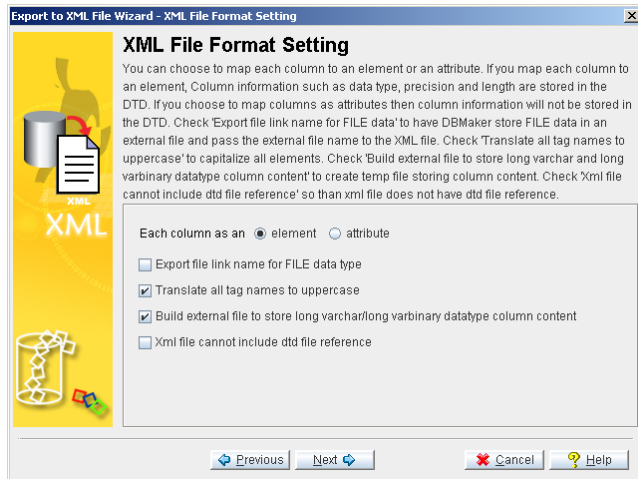 Export to XML File Wizard - XML File Format Setting
XML File Format Setting
You can choose to map each column to an element or an attribute. If you map each column to
an element, Column information such as data type, precision and length are stored in the
DTD. If you choose to map columns as attributes then column information will not be stored in
the DTD. Check 'Export file link name for FILE data' to have DBMaker store FILE data in an
external file and pass the external file name to the XML file. Check 'Translate all tag names to
uppercase' to capitalize all elements. Check 'Build external file to store long varchar and long
varbinary datatype column content' to create temp file storing column content. Check 'Xml file
cannot include dtd file reference' so than xml file does not have dtd file reference.
XML
XML
Each column as an element attribute
Export file link name for FILE data type
Translate all tag names to uppercase
Build external file to store long varchar/long varbinary datatype column content
Xml file cannot include dtd file reference
Previous Next Cancel Help